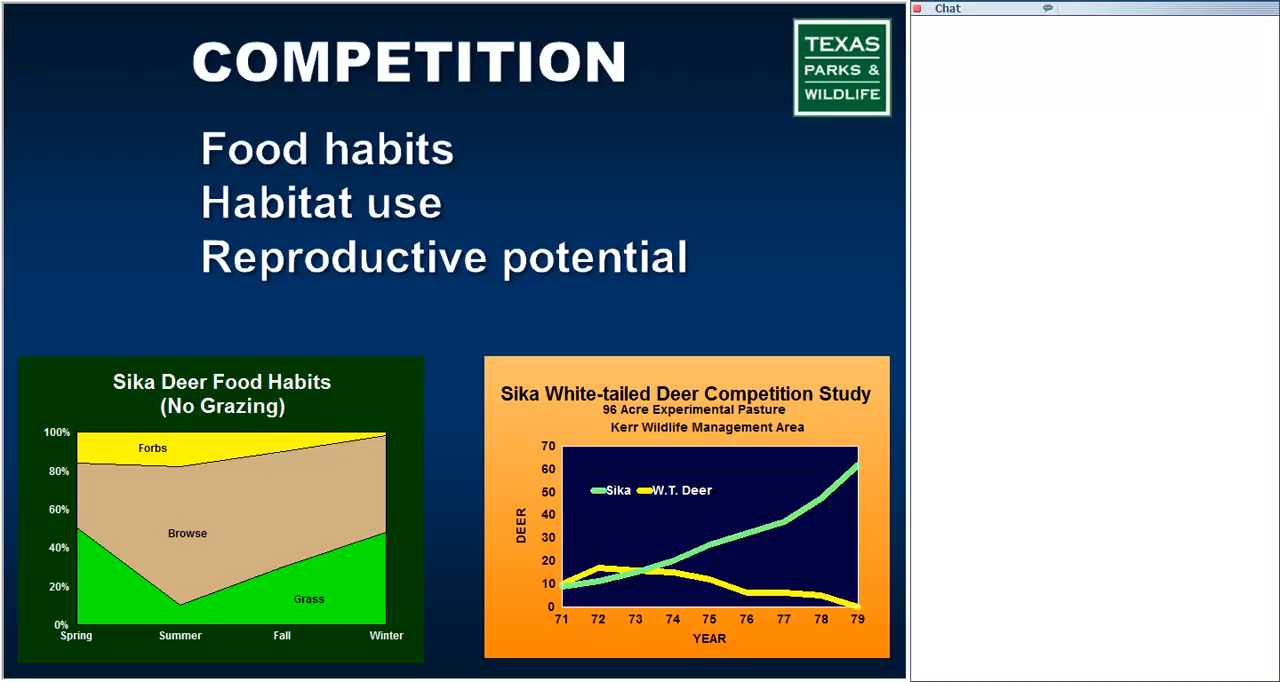 Chat
COMPETITION
TEXAS
PARKS &
WILDLIFE
Food habits
Habitat use
Reproductive potential
Sika Deer Food Habits
(No Grazing)
100%
80%
60%
40%
20%
0%
Forbs
Browse
Grass
Spring Summer Fall Winter
Sika White-tailed Deer Competition Study
96 Acre Experimental Pasture
Kerr Wildlife Management Area
70
60
50
40
30
20
10
0
DEER
Sika W.T. Deer
71 72 73 74 75 76 77 78 79
YEAR